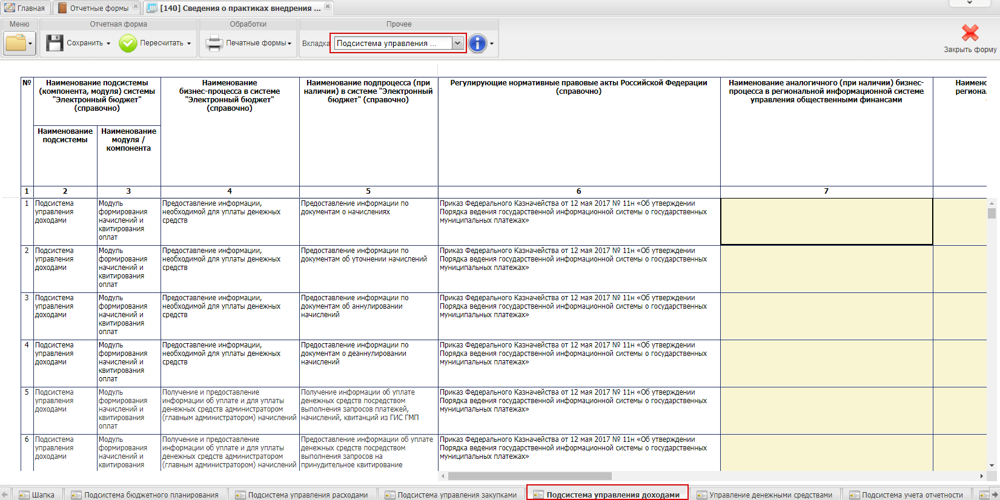 Главная
Отчетные формы
[140] Сведения о практиках внедрения ...
Меню
Отчетная форма
Обработки
Прочее
Сохранить
Пересчитать
Печатные формы
Вкладка
Подсистема управления ...
Закрыть форму
№
Наименование подсистемы
(компонента, модуля) системы
"Электронный бюджет"
(справочно)
Наименование
подсистемы
Наименование
модуля /
компонента
Наименование
бизнес-процесса в системе
"Электронный бюджет"
(справочно)
Наименование подпроцесса (при
наличии) в системе "Электронный
бюджет" (справочно)
Регулирующие нормативные правовые акты Российской Федерации
(справочно)
Наименование аналогичного (при наличии) бизнес-
процесса в региональной информационной системе
управления общественными финансами
1
2
3
4
5
6
7
1
Подсистема
управления
доходами
Модуль
формирования
начислений и
квитирования
оплат
Предоставление информации,
необходимой для уплаты денежных
средств
Предоставление информации по
документам о начислениях
Приказ Федерального Казначейства от 12 мая 2017 № 11н «Об утверждении
Порядка ведения государственной информационной системы о государственных
муниципальных платежах»
2
Подсистема
управления
доходами
Модуль
формирования
начислений и
квитирования
оплат
Предоставление информации,
необходимой для уплаты денежных
средств
Предоставление информации по
документам об уточнении начислений
Приказ Федерального Казначейства от 12 мая 2017 № 11н «Об утверждении
Порядка ведения государственной информационной системы о государственных
муниципальных платежах»
3
Подсистема
управления
доходами
Модуль
формирования
начислений и
квитирования
оплат
Предоставление информации,
необходимой для уплаты денежных
средств
Предоставление информации по
документам об аннулировании
начислений
Приказ Федерального Казначейства от 12 мая 2017 № 11н «Об утверждении
Порядка ведения государственной информационной системы о государственных
муниципальных платежах»
4
Подсистема
управления
доходами
Модуль
формирования
начислений и
квитирования
оплат
Предоставление информации,
необходимой для уплаты денежных
средств
Предоставление информации по
документам о деаннулировании
начислений
Приказ Федерального Казначейства от 12 мая 2017 № 11н «Об утверждении
Порядка ведения государственной информационной системы о государственных
муниципальных платежах»
5
Подсистема
управления
доходами
Модуль
формирования
начислений и
квитирования
оплат
Получение и предоставление
информации об уплате и для уплаты
денежных средств администратором
(главным администратором) начислений
Получение информации об уплате
денежных средств посредством
выполнения запросов платежей,
начислений, квитанций из ГИС ГМП
Приказ Федерального Казначейства от 12 мая 2017 № 11н «Об утверждении
Порядка ведения государственной информационной системы о государственных
муниципальных платежах»
6
Подсистема
управления
доходами
Модуль
формирования
начислений и
квитирования
Получение и предоставление
информации об уплате и для уплаты
денежных средств администратором
(главным администратором) начислений
Предоставление информации об уплате
денежных средств посредством
выполнения запросов на
принудительное квитирование
Приказ Федерального Казначейства от 12 мая 2017 № 11н «Об утверждении
Порядка ведения государственной информационной системы о государственных
муниципальных платежах»
Шапка
Подсистема бюджетного планирования
Подсистема управления расходами
Подсистема управления закупками
Подсистема управления доходами
Управление денежными средствами
Подсистема учета отчетности